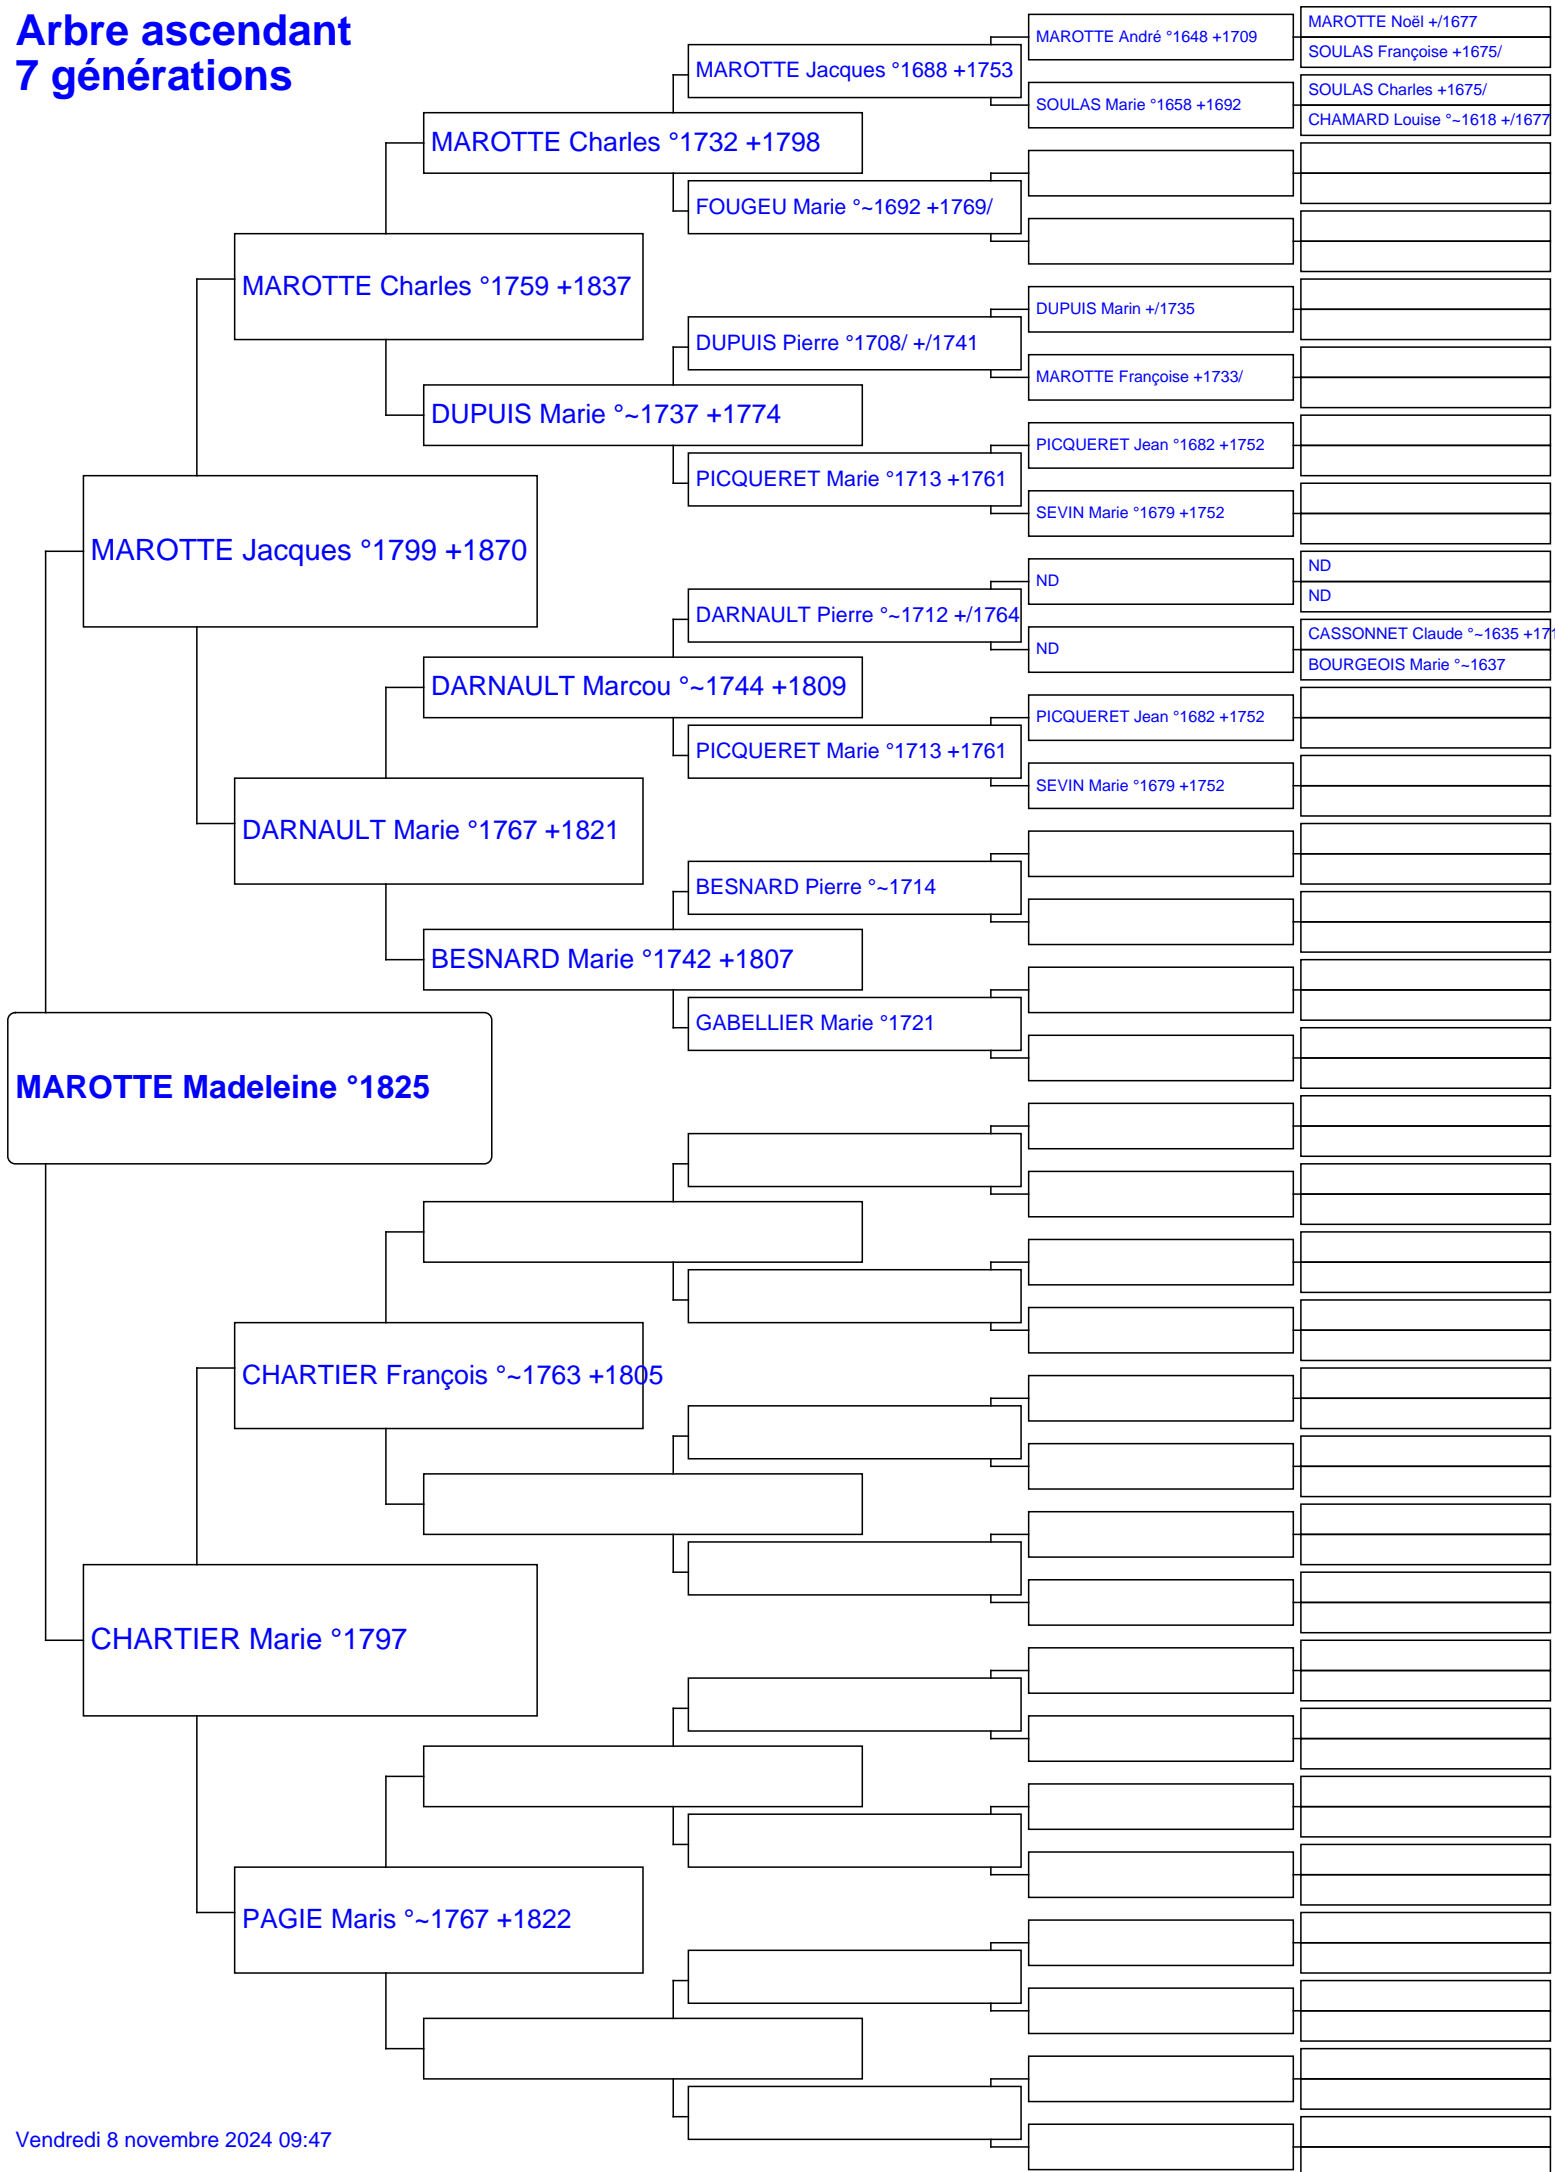 Arbre ascendant
7 générations
MAROTTE Madeleine °1825
MAROTTE Jacques °1799 +1870
CHARTIER Marie °1797
MAROTTE Charles °1759 +1837
DARNAULT Marie °1767 +1821
CHARTIER François °~1763 +1805
PAGIE Maris °~1767 +1822
MAROTTE Charles °1732 +1798
DUPUIS Marie °~1737 +1774
DARNAULT Marcou °~1744 +1809
BESNARD Marie °1742 +1807
MAROTTE Jacques °1688 +1753
FOUGEU Marie °~1692 +1769/
DUPUIS Pierre °1708/ +/1741
PICQUERET Marie °1713 +1761
DARNAULT Pierre °~1712 +/1764
PICQUERET Marie °1713 +1761
BESNARD Pierre °~1714
GABELLIER Marie °1721
MAROTTE André °1648 +1709
SOULAS Marie °1658 +1692
DUPUIS Marin +/1735
MAROTTE Françoise +1733/
PICQUERET Jean °1682 +1752
SEVIN Marie °1679 +1752
ND
ND
PICQUERET Jean °1682 +1752
SEVIN Marie °1679 +1752
MAROTTE Noël +/1677
SOULAS Françoise +1675/
SOULAS Charles +1675/
CHAMARD Louise °~1618 +/1677
ND
ND
CASSONNET Claude °~1635
BOURGEOIS Marie °~1637
Vendredi 8 novembre 2024 09:47